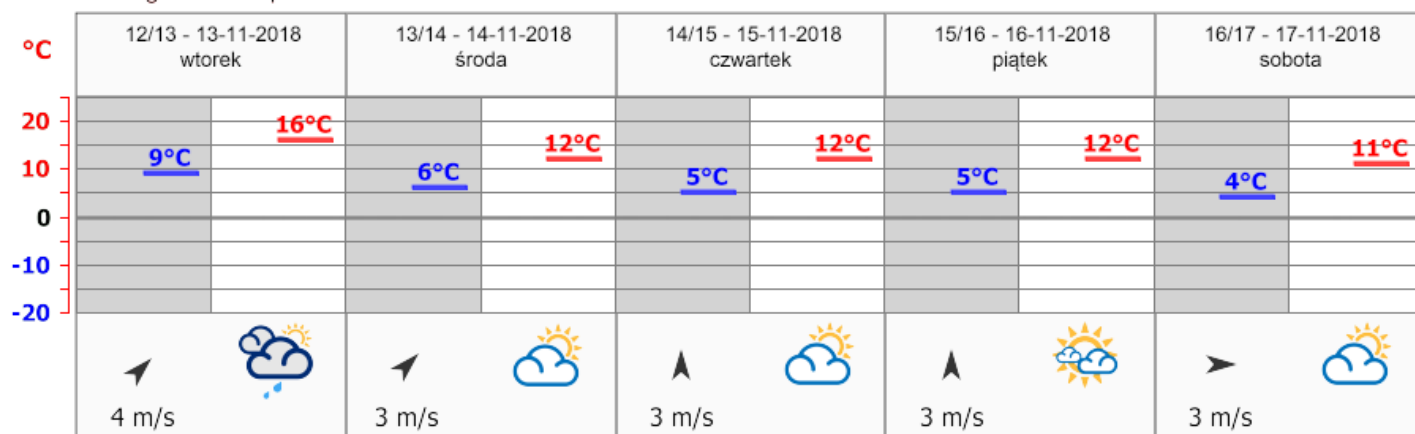 12/13 - 13-11-2018
wtorek
13/14 - 14-11-2018
środa
14/15 - 15-11-2018
czwartek
15/16 - 16-11-2018
piątek
16/17 - 17-11-2018
sobota
°C
20
10
0
-10
-20
9°C
16°C
6°C
12°C
5°C
12°C
5°C
12°C
4°C
11°C
4 m/s
3 m/s
3 m/s
3 m/s
3 m/s